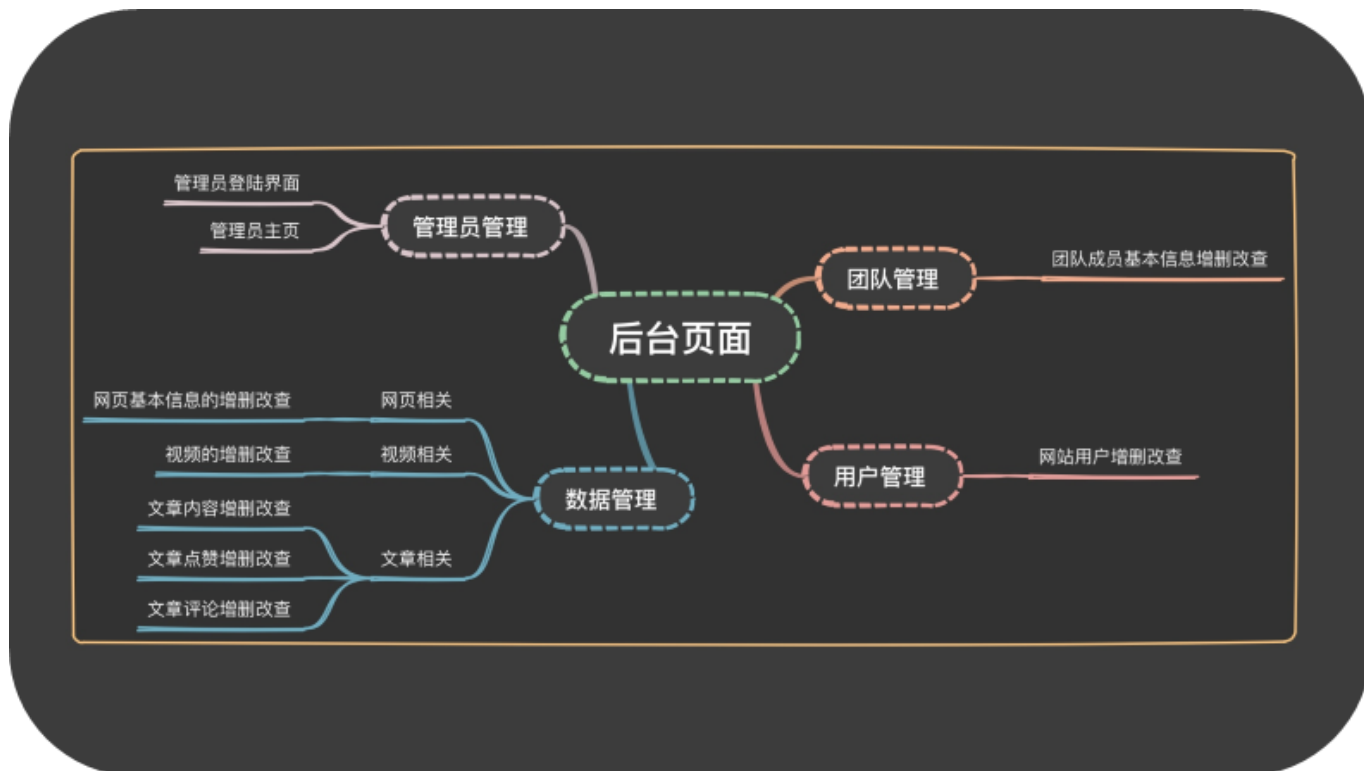 后台页面
管理员管理
管理员登陆界面
管理员主页
团队管理
团队成员基本信息增删改查
用户管理
网站用户增删改查
数据管理
网页相关
网页基本信息的增删改查
视频相关
视频的增删改查
文章相关
文章内容增删改查
文章点赞增删改查
文章评论增删改查